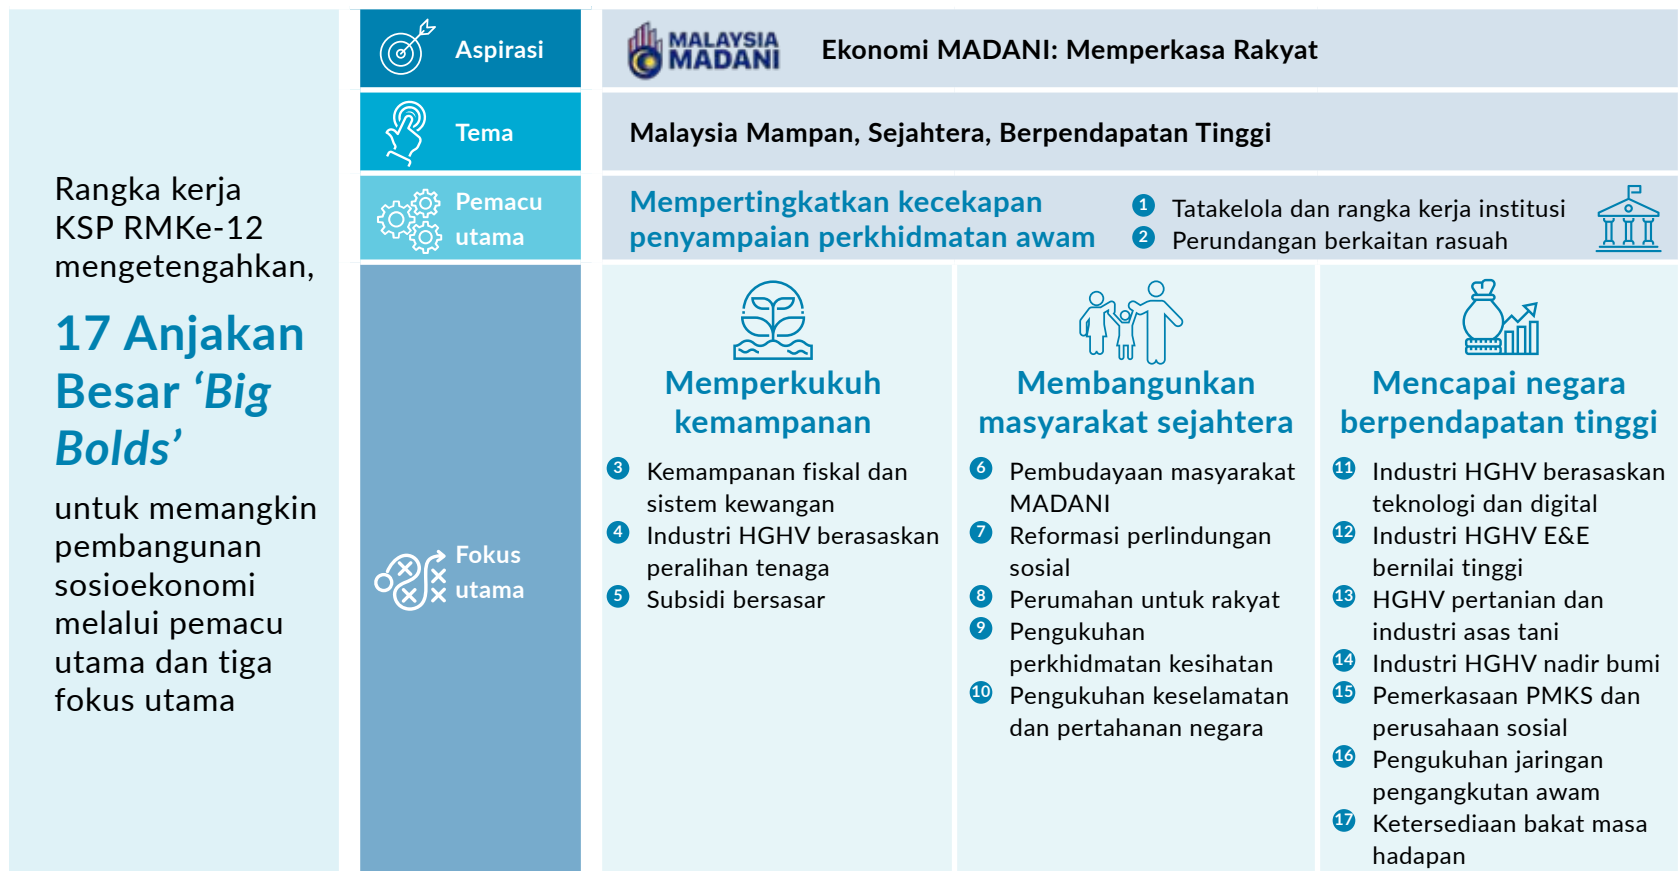 Rangka kerja
KSP RMKe-12
mengetengahkan,
17 Anjakan
Besar ‘Big
Bolds’
untuk memangkin
pembangunan
sosioekonomi
melalui pemacu
utama dan tiga
fokus utama
Aspirasi
MALAYSIA
MADANI
Ekonomi MADANI: Memperkasa Rakyat
Tema
Malaysia Mampan, Sejahtera, Berpendapatan Tinggi
Pemacu
utama
Mempertingkatkan kecekapan
penyampaian perkhidmatan awam
1 Tatakelola dan rangka kerja institusi
2 Perundangan berkaitan rasuah
Fokus
utama
Memperkukuh
kemampanan
3 Kemampanan fiskal dan
sistem kewangan
4 Industri HGHV berasaskan
peralihan tenaga
5 Subsidi bersasar
Membangunkan
masyarakat sejahtera
6 Pembudayaan masyarakat
MADANI
7 Reformasi perlindungan
sosial
8 Perumahan untuk rakyat
9 Pengukuhan
perkhidmatan kesihatan
10 Pengukuhan keselamatan
dan pertahanan negara
Mencapai negara
berpendapatan tinggi
11 Industri HGHV berasaskan
teknologi dan digital
12 Industri HGHV E&E
bernilai tinggi
13 HGHV pertanian dan
industri asas tani
14 Industri HGHV nadir bumi
15 Pemerkasaan PMKS dan
perusahaan sosial
16 Pengukuhan jaringan
pengangkutan awam
17 Ketersediaan bakat masa
hadapan